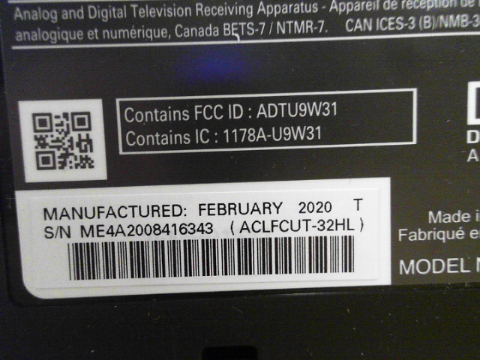 Analog and Digital Television Receiving Apparatus - Appareil de réception de
analogique et numérique, Canada BETS-7 / NTMR-7. CAN ICES-3 (B)/NMB-3
Contains FCC ID : ADTU9W31
Contains IC : 1178A-U9W31
D
A
MANUFACTURED: FEBRUARY 2020 T
S/N ME4A2008416343 (ACLFCUT-32HL)
Made in
Fabriqué en
MODEL